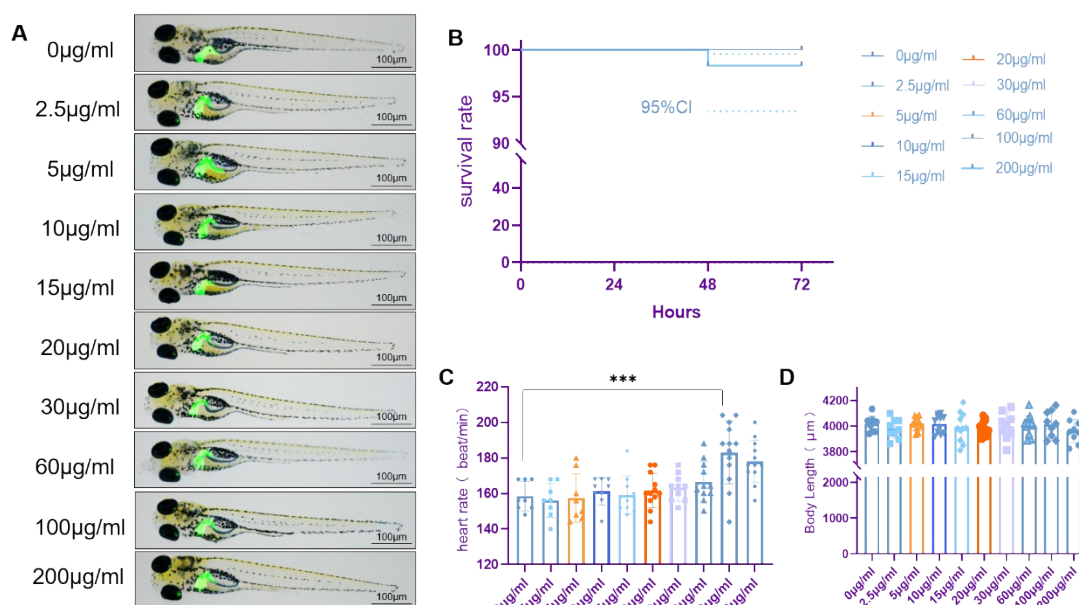 A
0µg/ml
100µm
2.5µg/ml
100µm
5µg/ml
100µm
10µg/ml
100µm
15µg/ml
100µm
20µg/ml
100µm
30µg/ml
100µm
60µg/ml
100µm
100µg/ml
100µm
200µg/ml
100µm
B
survival rate
100
95
90
40
20
0
95%CI
0
24
48
72
Hours
0µg/ml
2.5µg/ml
5µg/ml
10µg/ml
15µg/ml
20µg/ml
30µg/ml
60µg/ml
100µg/ml
200µg/ml
C
heart rate ( beat/min)
220
200
180
160
140
120
***
D
Body Length ( µm )
4200
4000
3800
2000
1000
0
0µg/ml
2.5µg/ml
5µg/ml
10µg/ml
15µg/ml
20µg/ml
30µg/ml
60µg/ml
100µg/ml